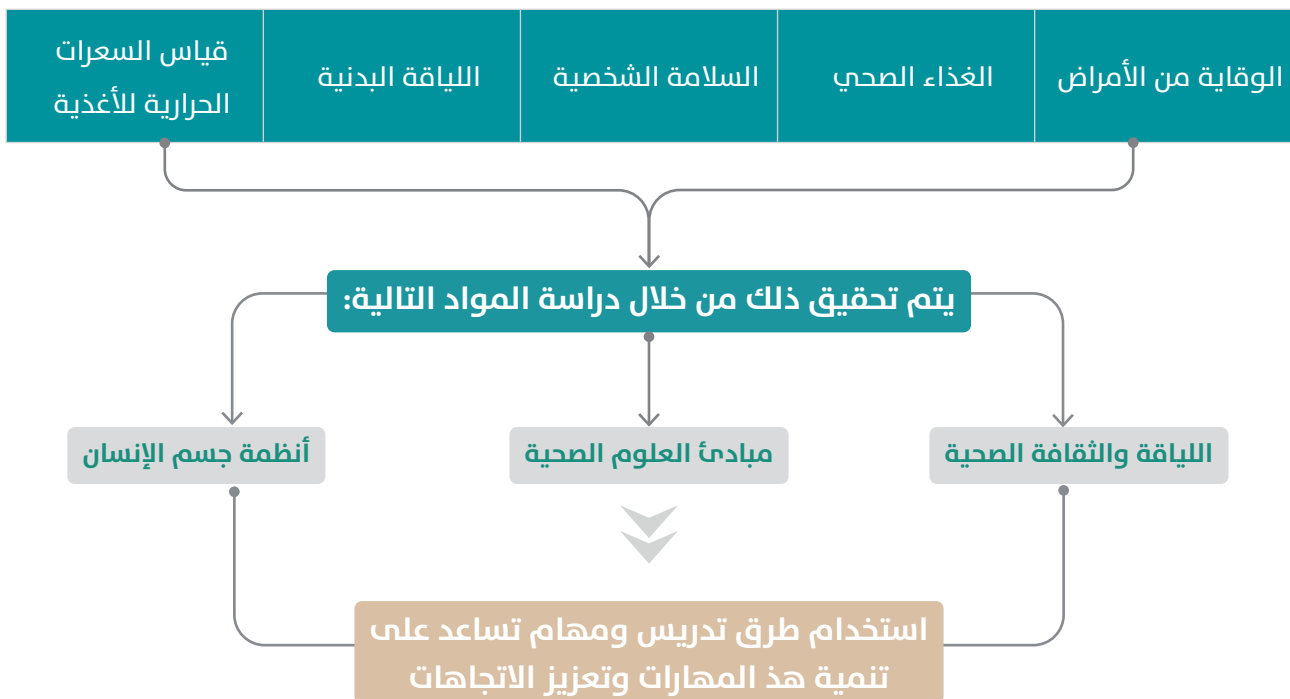 الوقاية من الأمراض
الغذاء الصحي
السلامة الشخصية
اللياقة البدنية
قياس السعرات
الحرارية للأغذية
يتم تحقيق ذلك من خلال دراسة المواد التالية:
اللياقة والثقافة الصحية
مبادئ العلوم الصحية
أنظمة جسم الإنسان
استخدام طرق تدريس ومهام تساعد على
تنمية هذ المهارات وتعزيز الاتجاهات